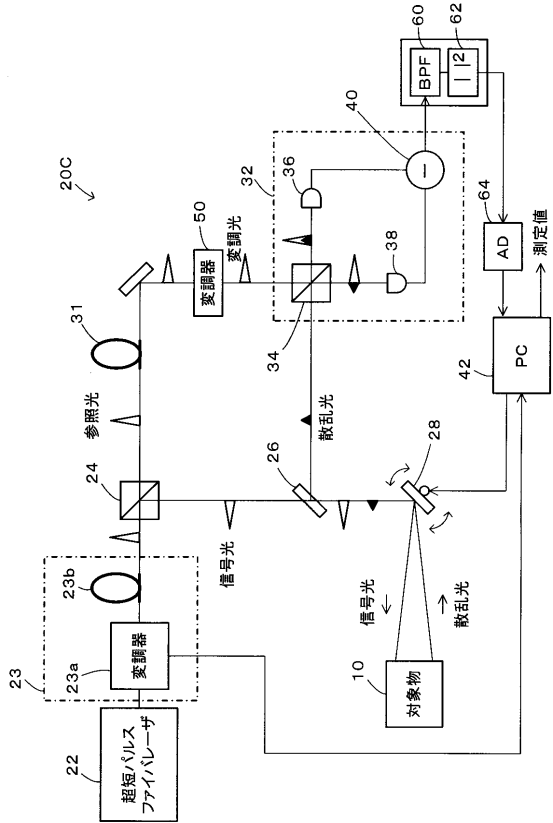 20C
22
超短パルス
ファイバレーザ
23
23a
変調器
23b
24
参照光
31
50
変調器
変調光
信号光
26
散乱光
32
34
36
38
40
60
BPF
62
| |²
64
AD
42
PC
測定値
28
10
対象物
信号光
散乱光